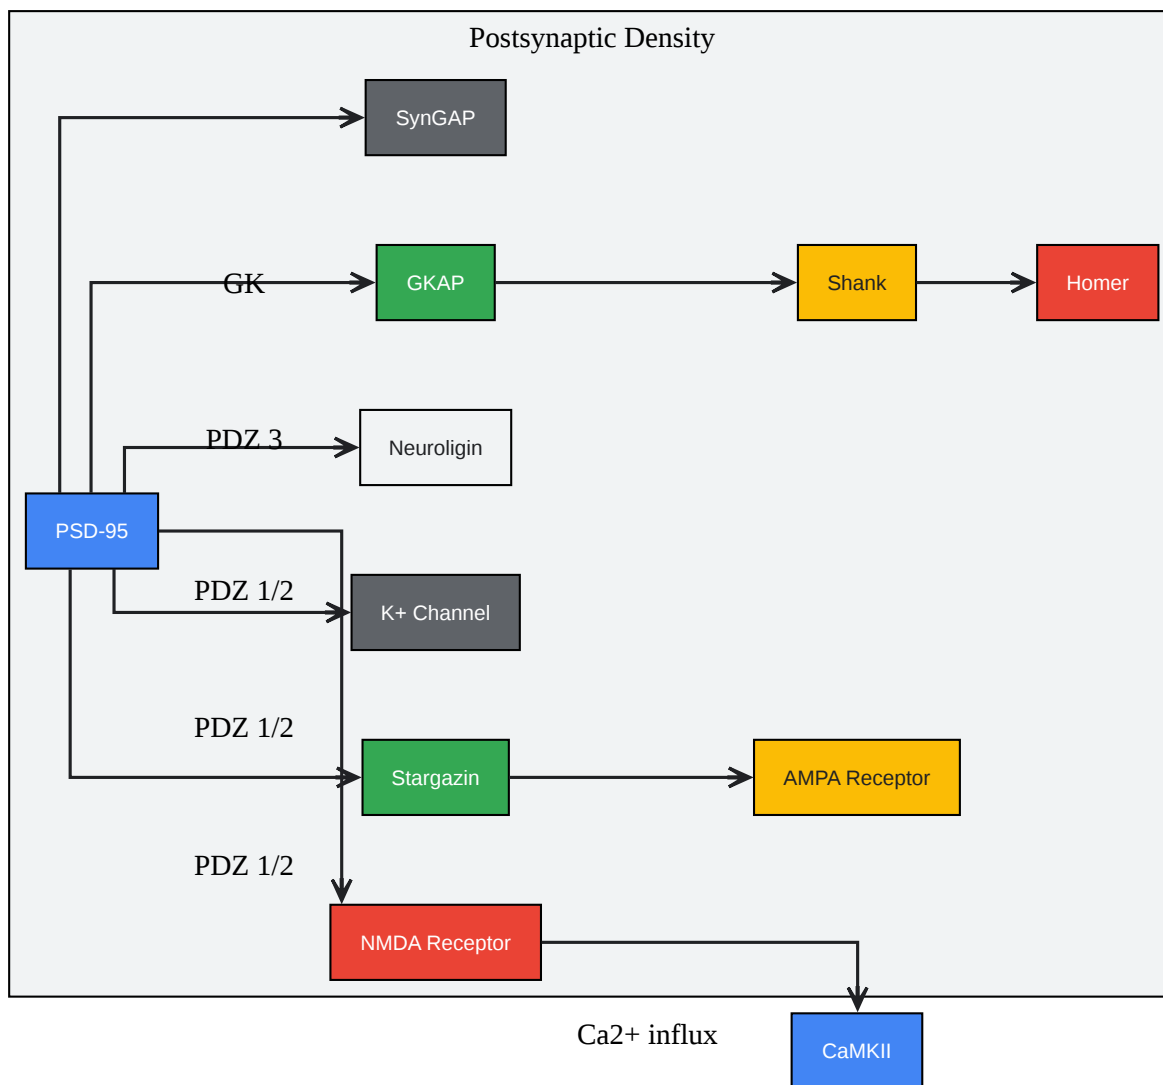 Postsynaptic Density
SynGAP
GK
GKAP
Shank
Homer
PDZ 3
Neuroligin
PSD-95
PDZ 1/2
K+ Channel
PDZ 1/2
Stargazin
AMPA Receptor
PDZ 1/2
NMDA Receptor
Ca2+ influx
CaMKII